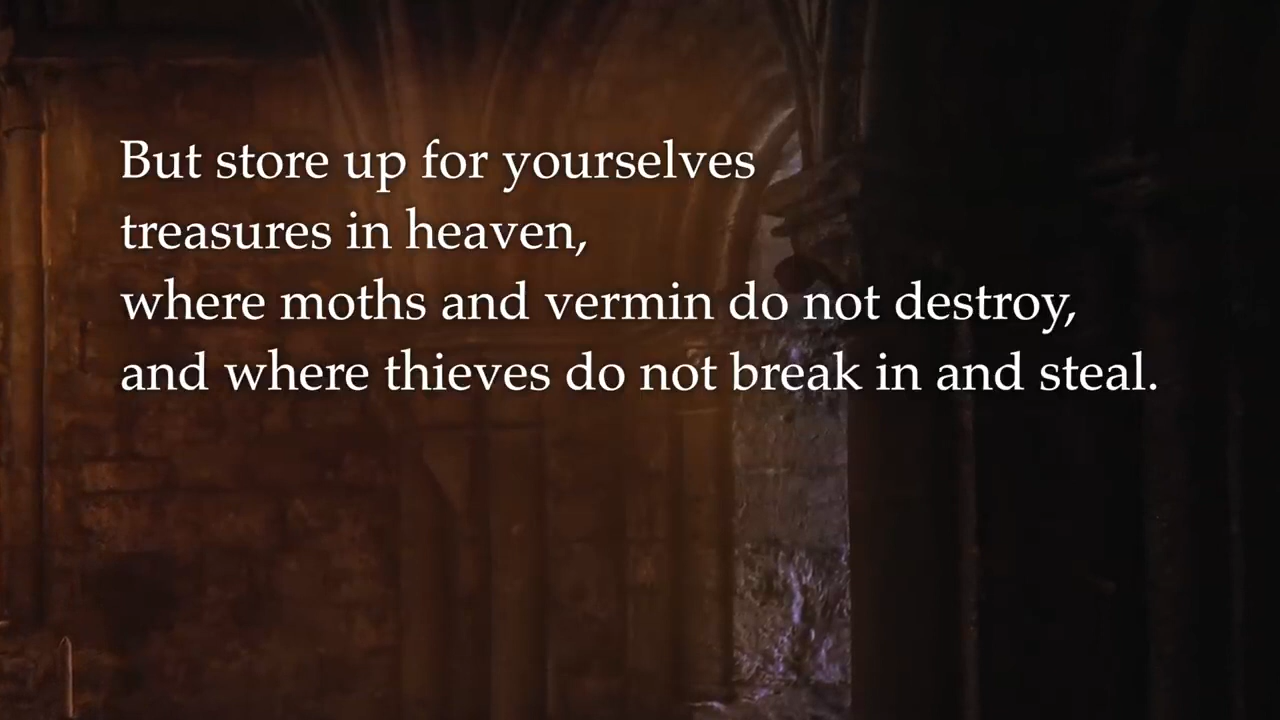 But store up for yourselves
treasures in heaven,
where moths and vermin do not destroy,
and where thieves do not break in and steal.